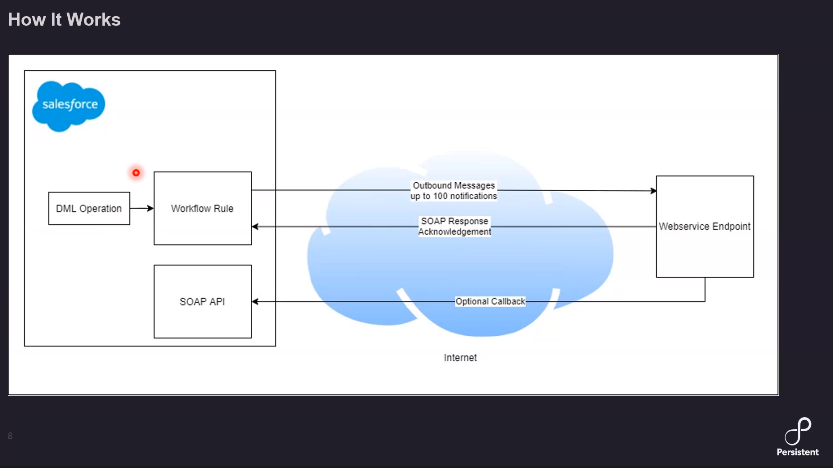 How It Works
salesforce
Outbound Messages
up to 100 notifications
DML Operation
Workflow Rule
SOAP Response
Acknowledgement
Webservice Endpoint
SOAP API
Optional Callback
Internet
8
Persistent